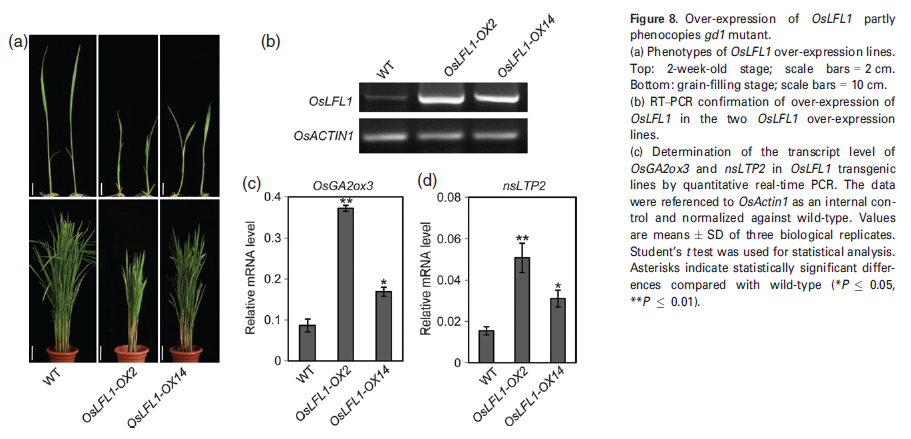 (a)
WT
OsLFL1-OX2
OsLFL1-OX14
(b)
WT
OsLFL1-OX2
OsLFL1-OX14
OsLFL1
OsACTIN1
(c)
OsGA2ox3
Relative mRNA level
0.4
0.3
0.2
0.1
0
**
*
WT
OsLFL1-OX2
OsLFL1-OX14
(d)
nsLTP2
Relative mRNA level
0.08
0.06
0.04
0.02
0
**
*
WT
OsLFL1-OX2
OsLFL1-OX14
Figure 8. Over-expression of OsLFL1 partly
phenocopies gd1 mutant.
(a) Phenotypes of OsLFL1 over-expression lines.
Top: 2-week-old stage; scale bars = 2 cm.
Bottom: grain-filling stage; scale bars = 10 cm.
(b) RT–PCR confirmation of over-expression of
OsLFL1 in the two OsLFL1 over-expression
lines.
(c) Determination of the transcript level of
OsGA2ox3 and nsLTP2 in OsLFL1 transgenic
lines by quantitative real-time PCR. The data
were referenced to OsActin1 as an internal con-
trol and normalized against wild-type. Values
are means ± SD of three biological replicates.
Student's t test was used for statistical analysis.
Asterisks indicate statistically significant differ-
ences compared with wild-type (*P ≤ 0.05,
**P ≤ 0.01).